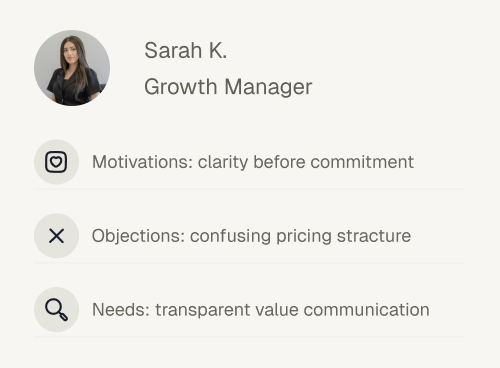 Sarah K.
Growth Manager
Motivations: clarity before commitment
Objections: confusing pricing stracture
Needs: transparent value communication